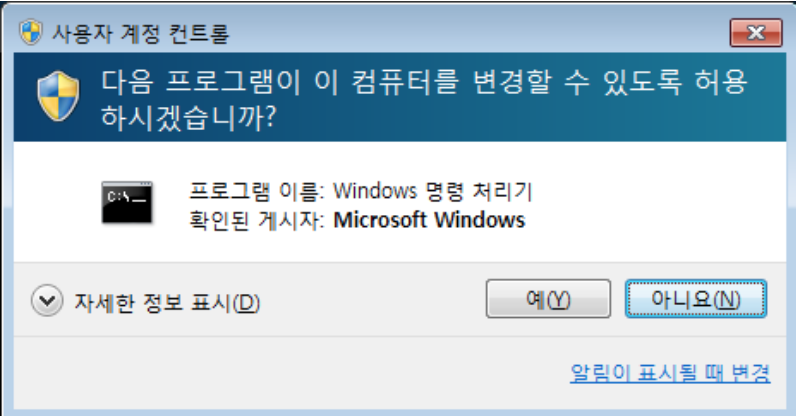 사용자 계정 컨트롤
다음 프로그램이 이 컴퓨터를 변경할 수 있도록 허용
하시겠습니까?
C:\_
프로그램 이름: Windows 명령 처리기
확인된 게시자: Microsoft Windows
자세한 정보 표시(D)
예(Y)
아니요(N)
알림이 표시될 때 변경